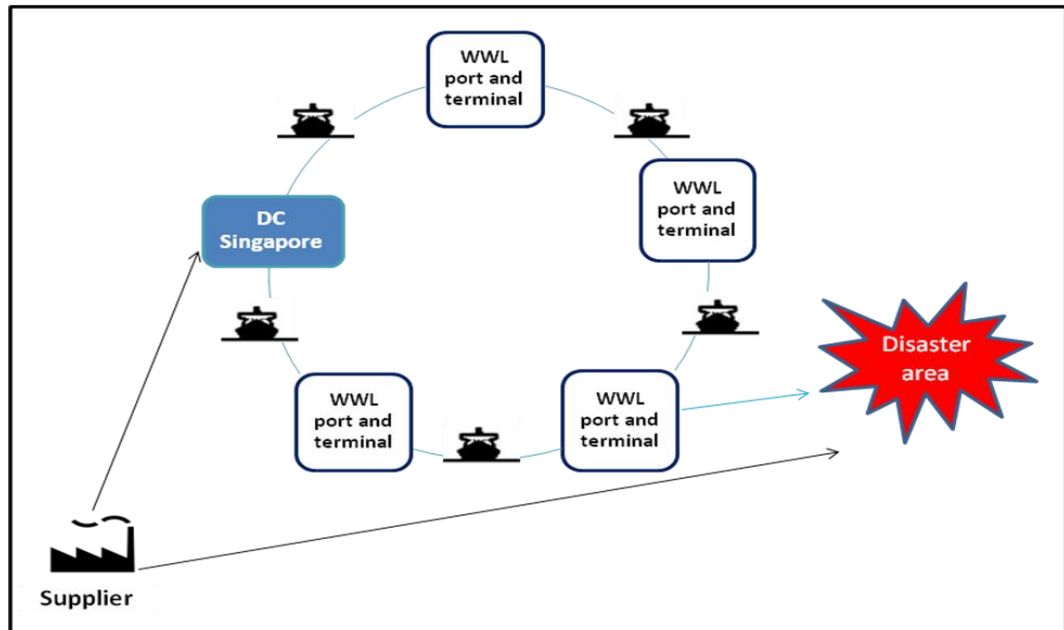 WWL
port and
terminal
WWL
port and
terminal
DC
Singapore
Disaster
area
WWL
port and
terminal
WWL
port and
terminal
Supplier